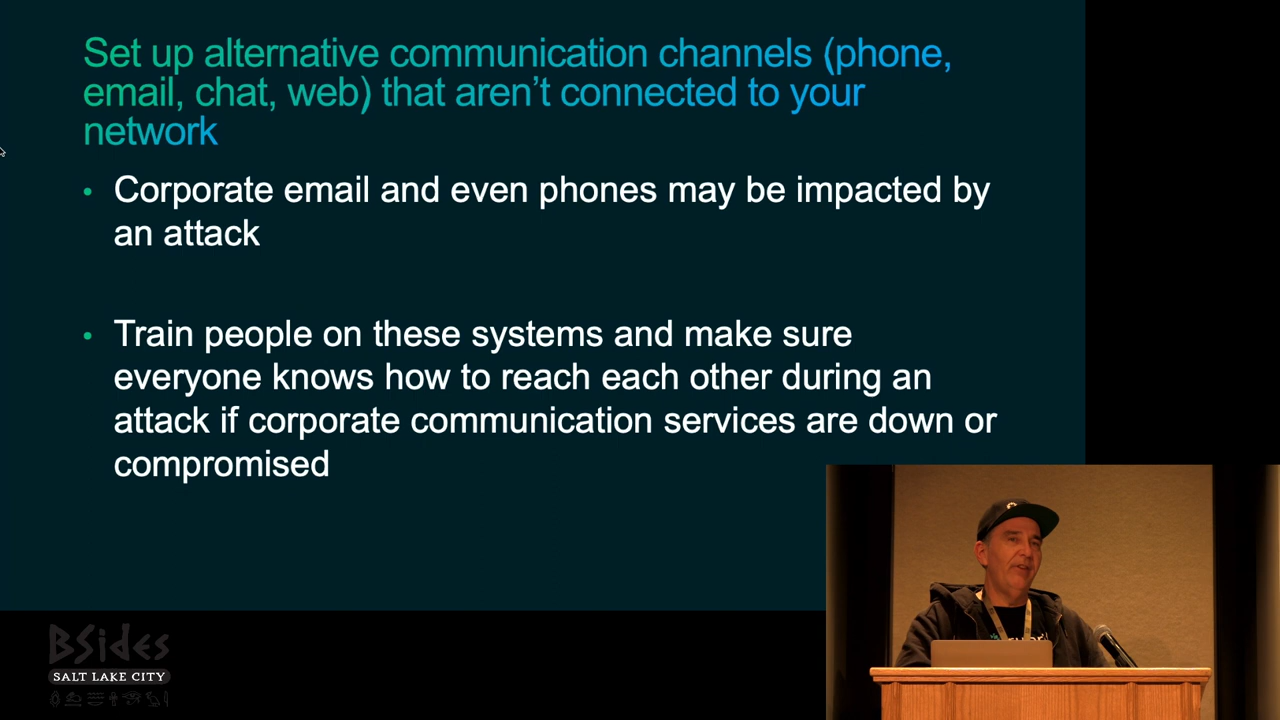 Set up alternative communication channels (phone,
email, chat, web) that aren’t connected to your
network
• Corporate email and even phones may be impacted by
an attack
• Train people on these systems and make sure
everyone knows how to reach each other during an
attack if corporate communication services are down or
compromised
BSides
SALT LAKE CITY